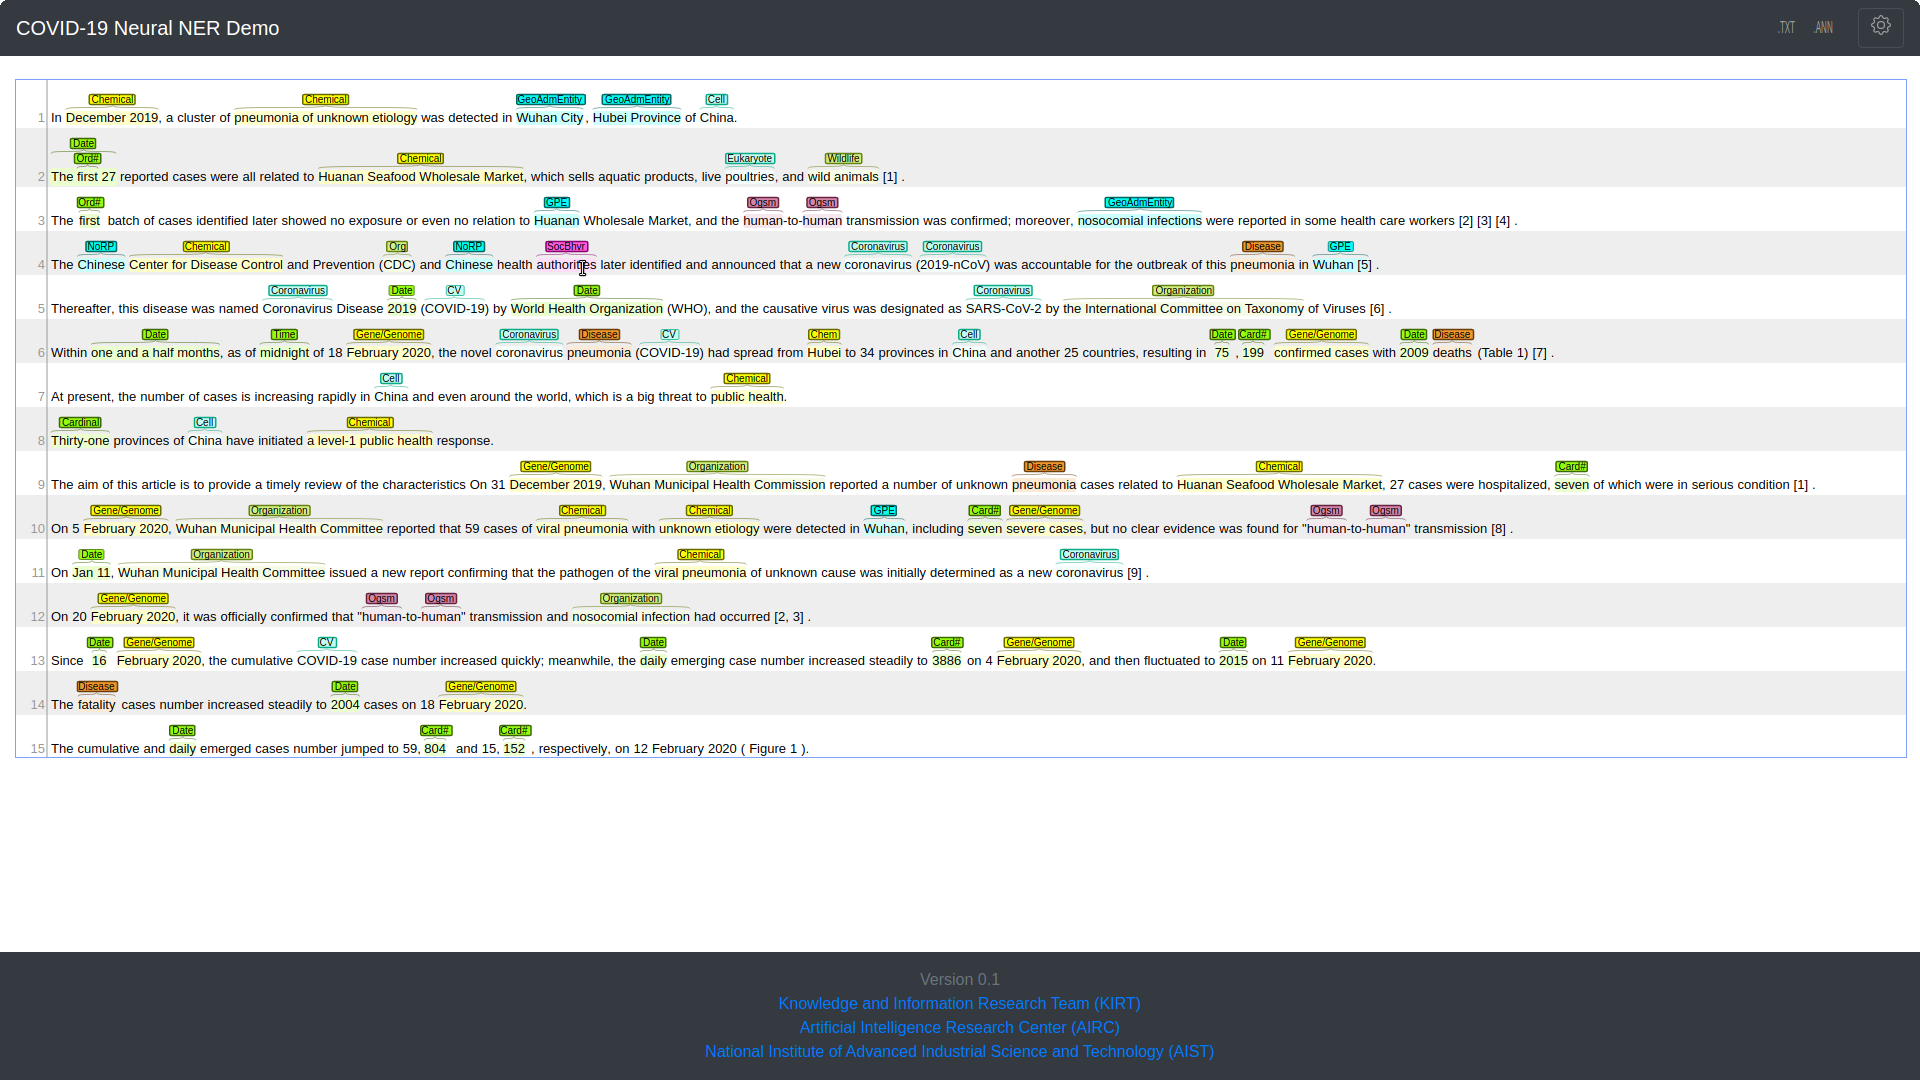 COVID-19 Neural NER Demo
.TXT .ANN
Chemical Chemical GeoAdmEntity GeoAdmEntity Cell
1 In December 2019, a cluster of pneumonia of unknown etiology was detected in Wuhan City , Hubei Province of China.
Date
Ord# Chemical Eukaryote Wildlife
2 The first 27 reported cases were all related to Huanan Seafood Wholesale Market, which sells aquatic products, live poultries, and wild animals [1] .
Ord# GPE Ogsm Ogsm GeoAdmEntity
3 The first batch of cases identified later showed no exposure or even no relation to Huanan Wholesale Market, and the human-to-human transmission was confirmed; moreover, nosocomial infections were reported in some health care workers [2] [3] [4] .
NoRP Chemical Org NoRP SocBhvr Coronavirus Coronavirus Disease GPE
4 The Chinese Center for Disease Control and Prevention (CDC) and Chinese health authorities later identified and announced that a new coronavirus (2019-nCoV) was accountable for the outbreak of this pneumonia in Wuhan [5] .
Coronavirus Date CV Date Coronavirus Organization
5 Thereafter, this disease was named Coronavirus Disease 2019 (COVID-19) by World Health Organization (WHO), and the causative virus was designated as SARS-CoV-2 by the International Committee on Taxonomy of Viruses [6] .
Date Time Gene/Genome Coronavirus Disease CV Chem Cell Date Card# Gene/Genome Date Disease
6 Within one and a half months, as of midnight of 18 February 2020, the novel coronavirus pneumonia (COVID-19) had spread from Hubei to 34 provinces in China and another 25 countries, resulting in 75 , 199 confirmed cases with 2009 deaths (Table 1) [7] .
Cell Chemical
7 At present, the number of cases is increasing rapidly in China and even around the world, which is a big threat to public health.
Cardinal Cell Chemical
8 Thirty-one provinces of China have initiated a level-1 public health response.
Gene/Genome Organization Disease Chemical Card#
9 The aim of this article is to provide a timely review of the characteristics On 31 December 2019, Wuhan Municipal Health Commission reported a number of unknown pneumonia cases related to Huanan Seafood Wholesale Market, 27 cases were hospitalized, seven of which were in serious condition [1] .
Gene/Genome Organization Chemical Chemical GPE Card# Gene/Genome Ogsm Ogsm
10 On 5 February 2020, Wuhan Municipal Health Committee reported that 59 cases of viral pneumonia with unknown etiology were detected in Wuhan, including seven severe cases, but no clear evidence was found for "human-to-human" transmission [8] .
Date Organization Chemical Coronavirus
11 On Jan 11, Wuhan Municipal Health Committee issued a new report confirming that the pathogen of the viral pneumonia of unknown cause was initially determined as a new coronavirus [9] .
Gene/Genome Ogsm Ogsm Organization
12 On 20 February 2020, it was officially confirmed that "human-to-human" transmission and nosocomial infection had occurred [2, 3] .
Date Gene/Genome CV Date Card# Gene/Genome Date Gene/Genome
13 Since 16 February 2020, the cumulative COVID-19 case number increased quickly; meanwhile, the daily emerging case number increased steadily to 3886 on 4 February 2020, and then fluctuated to 2015 on 11 February 2020.
Disease Date Gene/Genome
14 The fatality cases number increased steadily to 2004 cases on 18 February 2020.
Date Card# Card#
15 The cumulative and daily emerged cases number jumped to 59, 804 and 15, 152 , respectively, on 12 February 2020 ( Figure 1 ).
Version 0.1
Knowledge and Information Research Team (KIRT)
Artificial Intelligence Research Center (AIRC)
National Institute of Advanced Industrial Science and Technology (AIST)